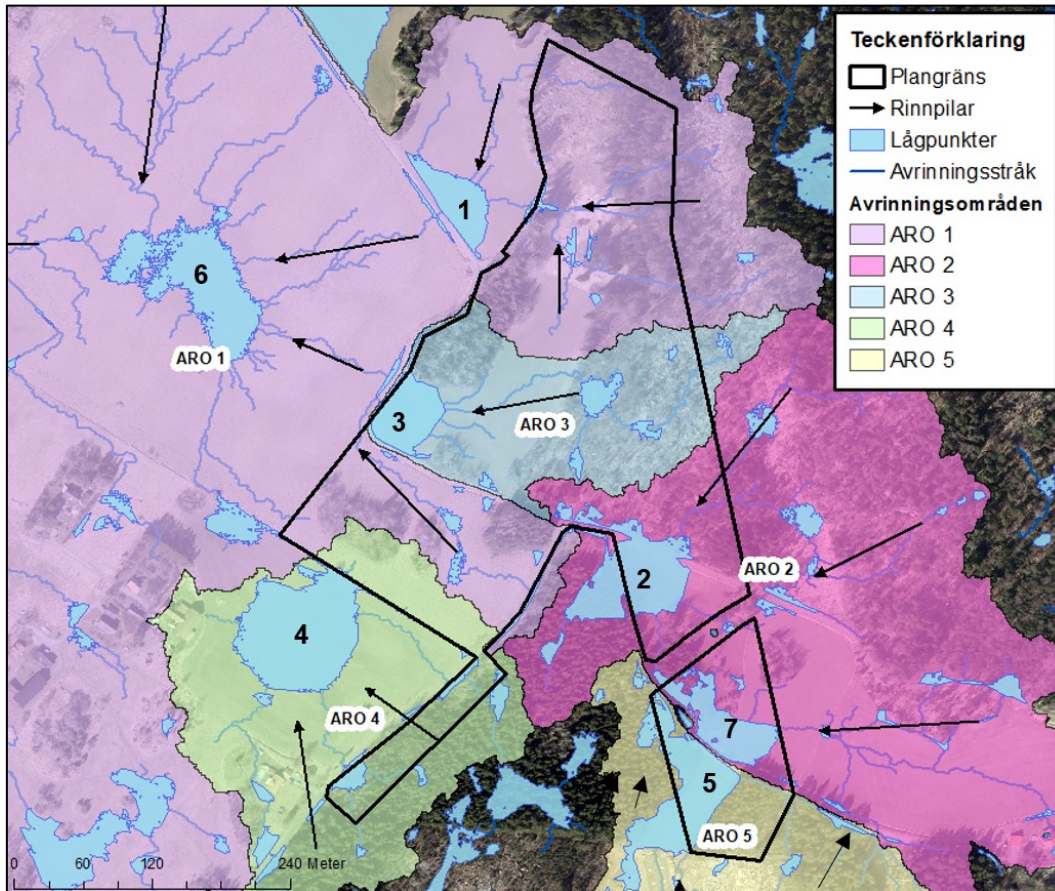 Teckenförklaring
Plangräns
Rinnpilar
Lågpunkter
Avrinningsstråk
Avrinningsområden
ARO 1
ARO 2
ARO 3
ARO 4
ARO 5
1
6
ARO 1
3
ARO 3
2
ARO 2
4
ARO 4
7
5
ARO 5
0 60 120 240 Meter